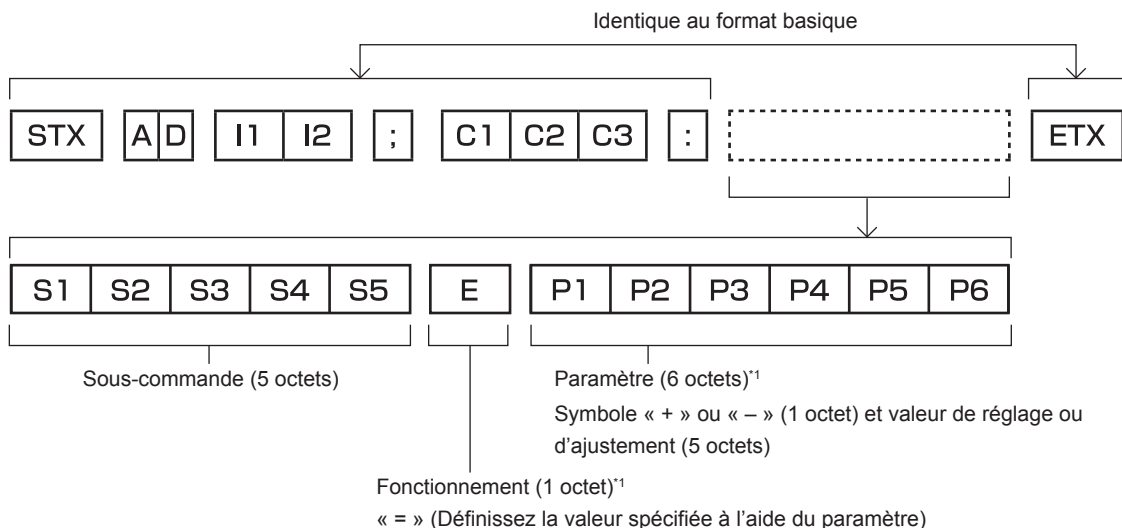 Identique au format basique
STX A D I1 I2 ; C1 C2 C3 : ETX
S1 S2 S3 S4 S5 E P1 P2 P3 P4 P5 P6
Sous-commande (5 octets)
Paramètre (6 octets)*1
Symbole « + » ou « – » (1 octet) et valeur de réglage ou
d’ajustement (5 octets)
Fonctionnement (1 octet)*1
« = » (Définissez la valeur spécifiée à l’aide du paramètre)